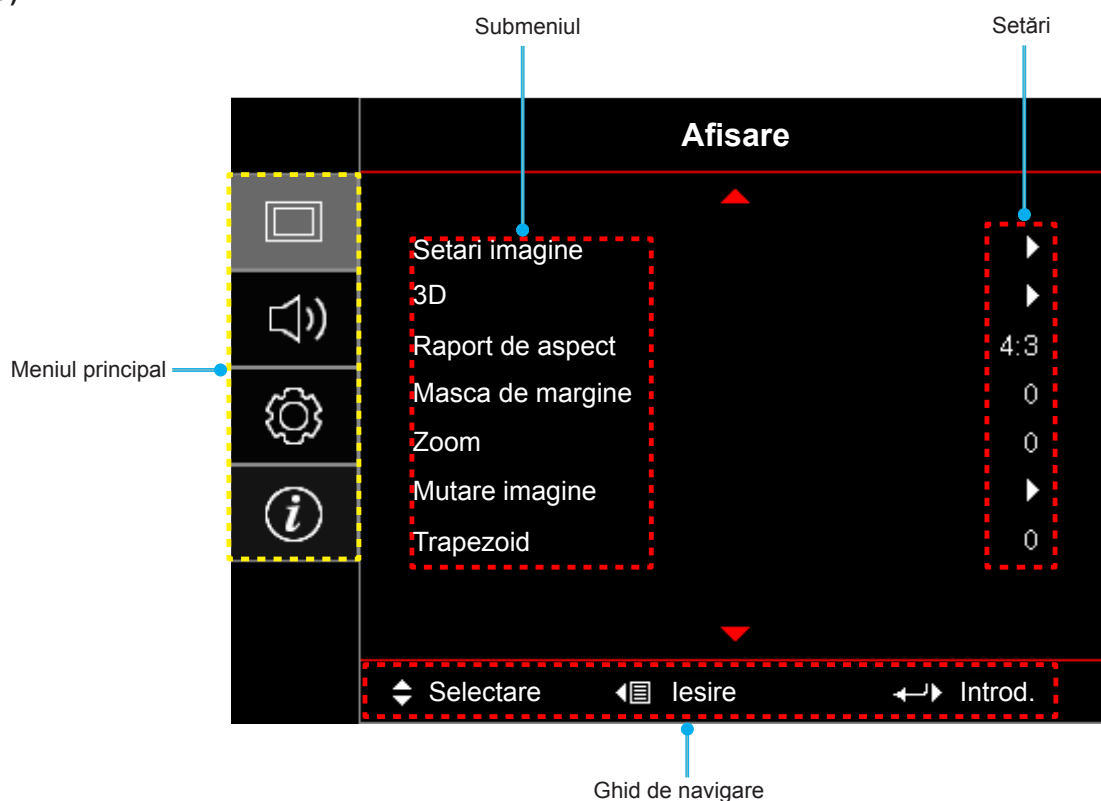 Submeniul Setări
Afisare
Setari imagine
3D
Raport de aspect 4:3
Meniul principal
Masca de margine 0
Zoom 0
Mutare imagine
Trapezoid 0
Selectare Iesire Introd.
Ghid de navigare